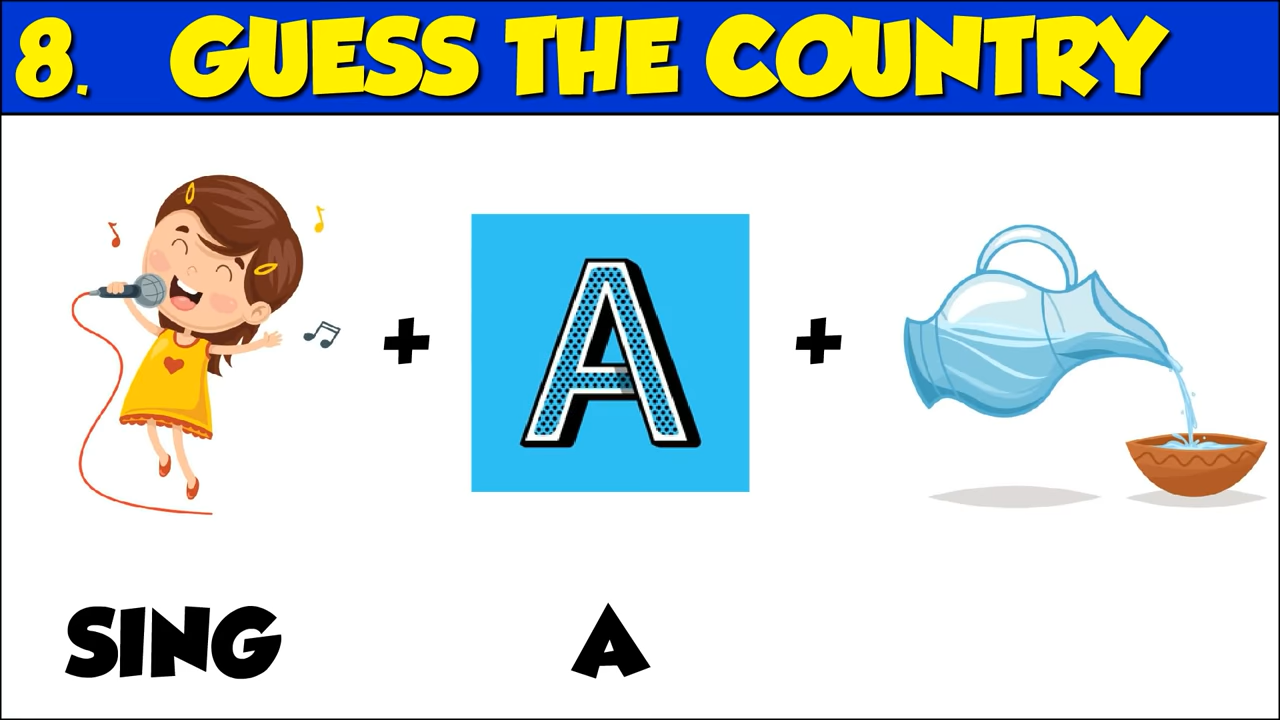 8. GUESS THE COUNTRY
+ A +
SING A